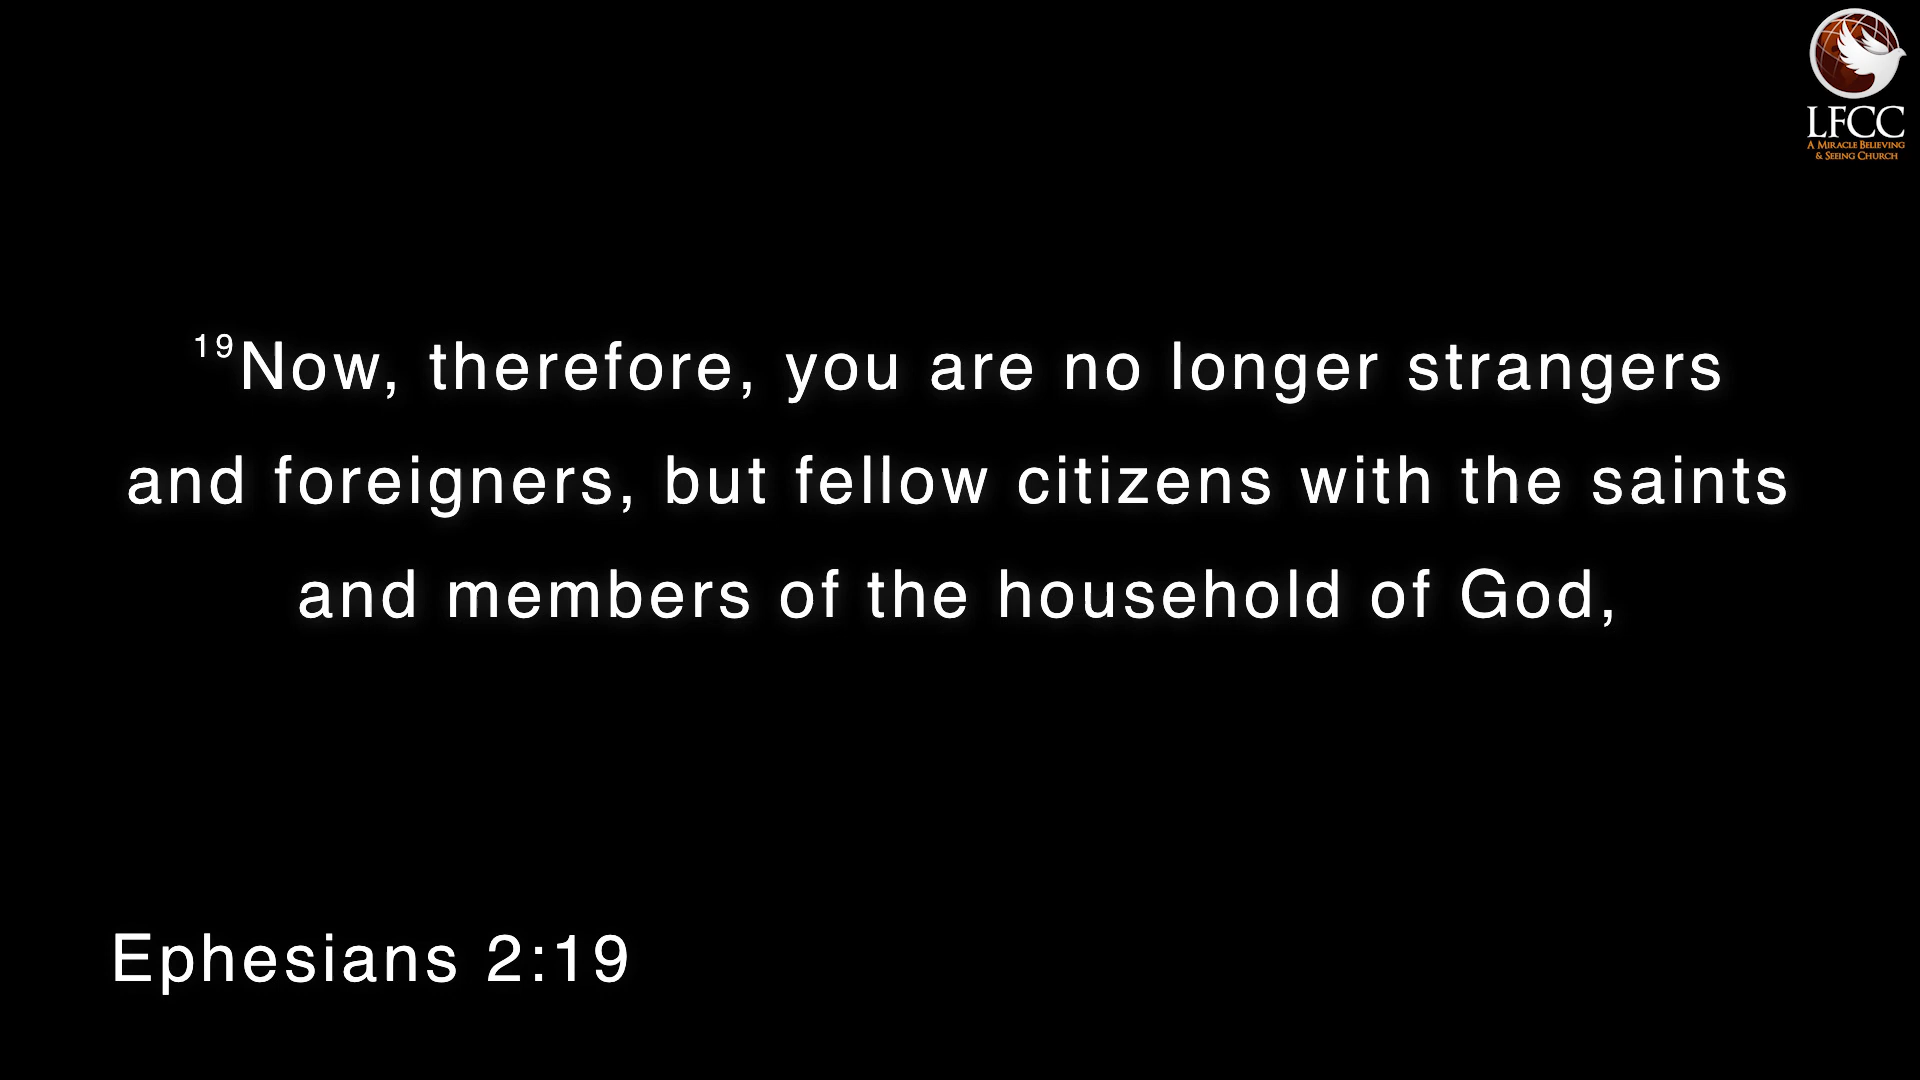 LFCC
A Miracle Believing
& Seeing Church
19Now, therefore, you are no longer strangers
and foreigners, but fellow citizens with the saints
and members of the household of God,
Ephesians 2:19